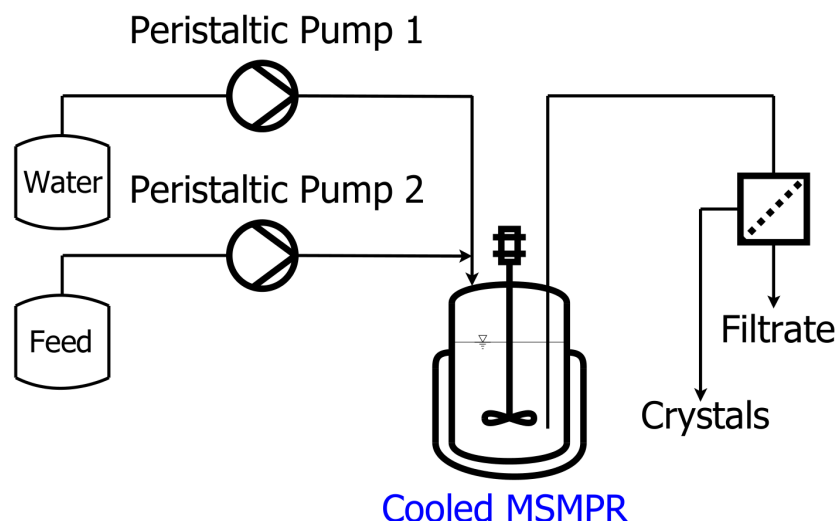 Peristaltic Pump 1
Water
Peristaltic Pump 2
Feed
Filtrate
Crystals
Cooled MSMPR